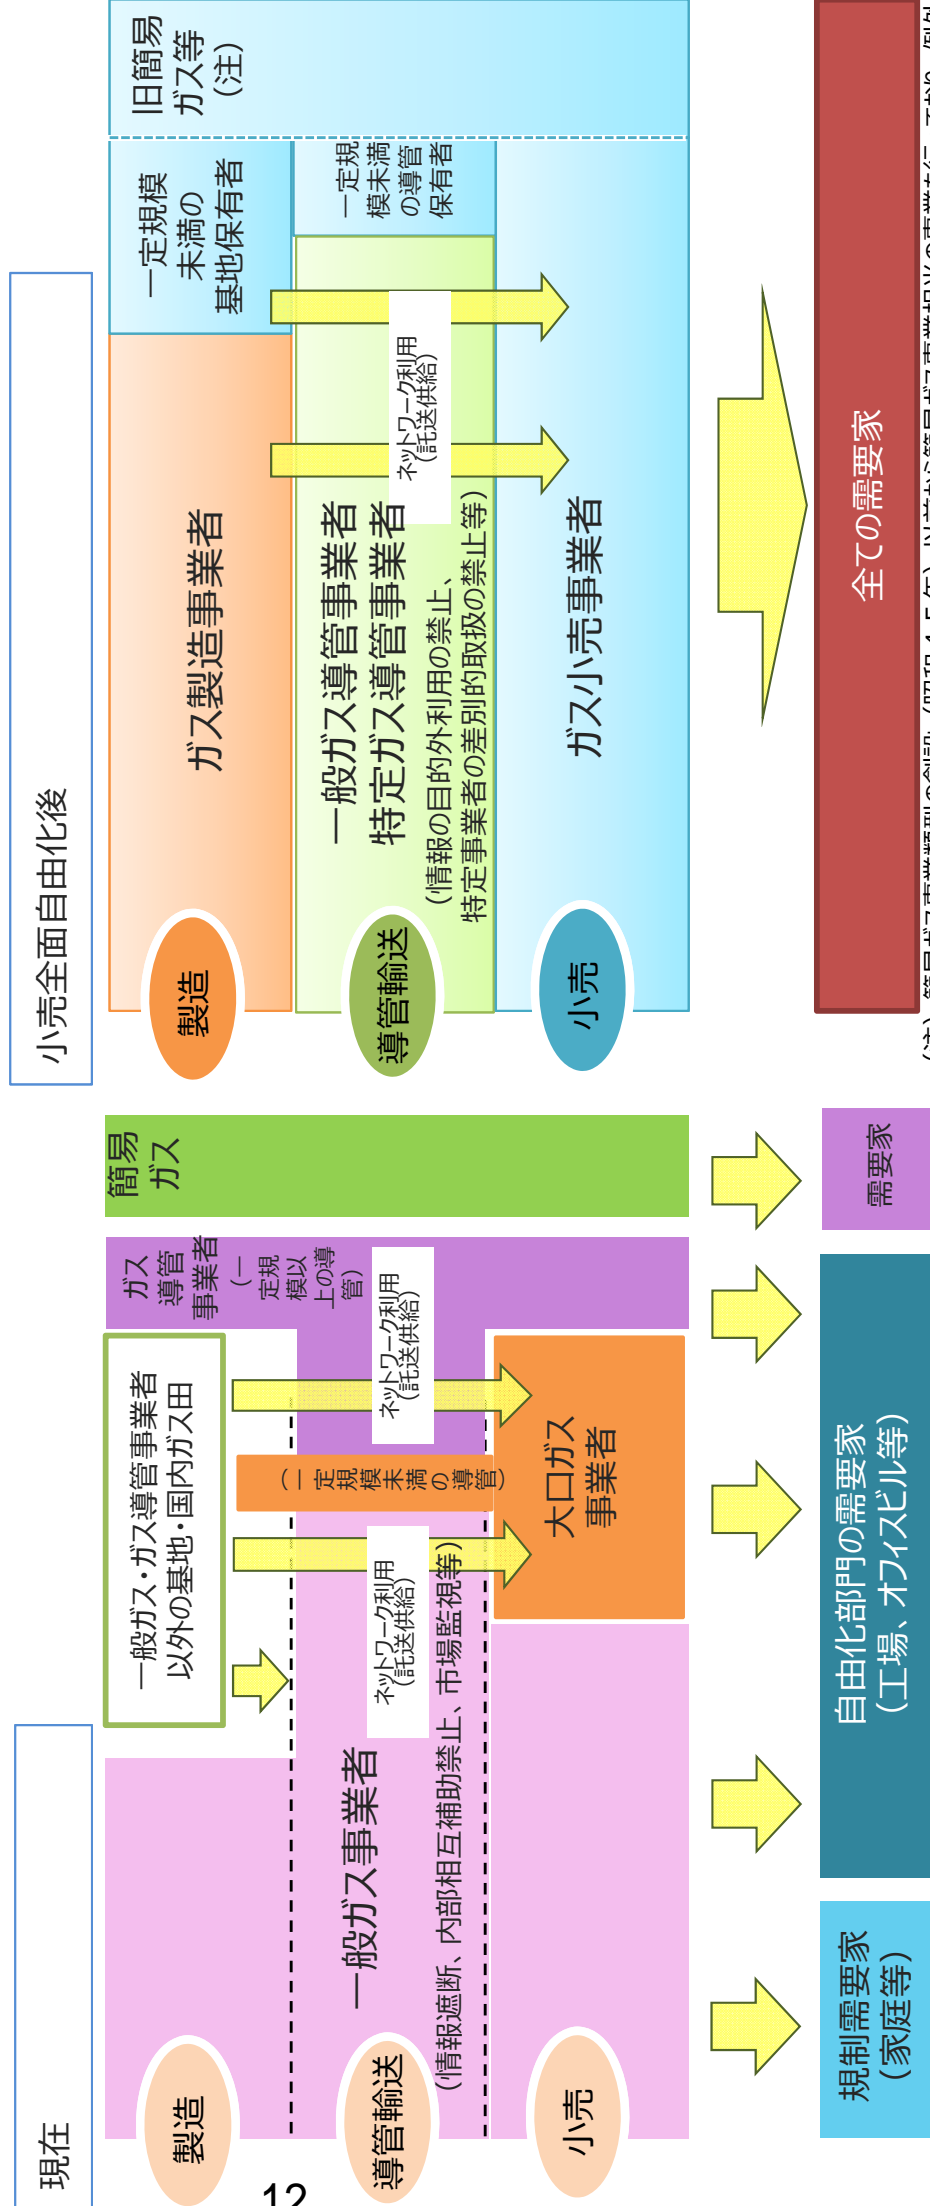 現在
製造
導管輸送
小売
一般ガス事業者
(情報遮断、内部相互補助禁止、市場監視等)
一般ガス・ガス導管事業者
以外の基地・国内ガス田
ネットワーク利用
(託送供給)
(一定規模未満の導管)
ネットワーク利用
(託送供給)
大口ガス
事業者
ガス
導管
事業者
(一
定規
模以
上の導
管)
簡易
ガス
規制需要家
(家庭等)
自由化部門の需要家
(工場、オフィスビル等)
需要家
小売全面自由化後
製造
導管輸送
小売
ガス製造事業者
一般ガス導管事業者
特定ガス導管事業者
(情報の目的外利用の禁止、
特定事業者の差別的取扱の禁止等)
ガス小売事業者
ネットワーク利用
(託送供給)
一定規模
未満の
基地保有者
一定規
模未満
の導管
保有者
旧簡易
ガス等
(注)
全ての需要家
12